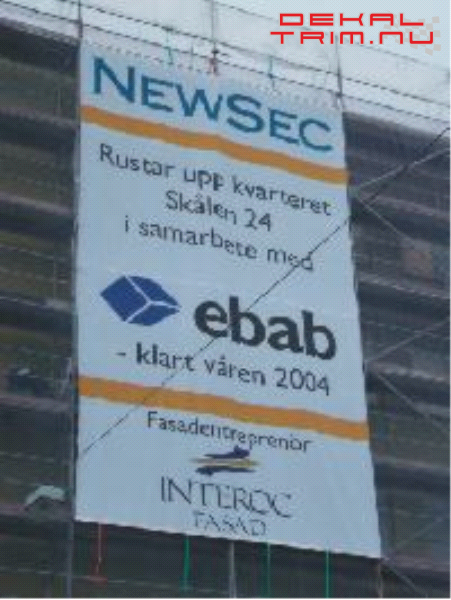 DEKAL
TRIM.NU
NEWSEC
Rustar upp kvarteret
Skålen 24
i samarbete med
ebab
- klart våren 2004
Fasadentreprenör
INTEROC
FASAD